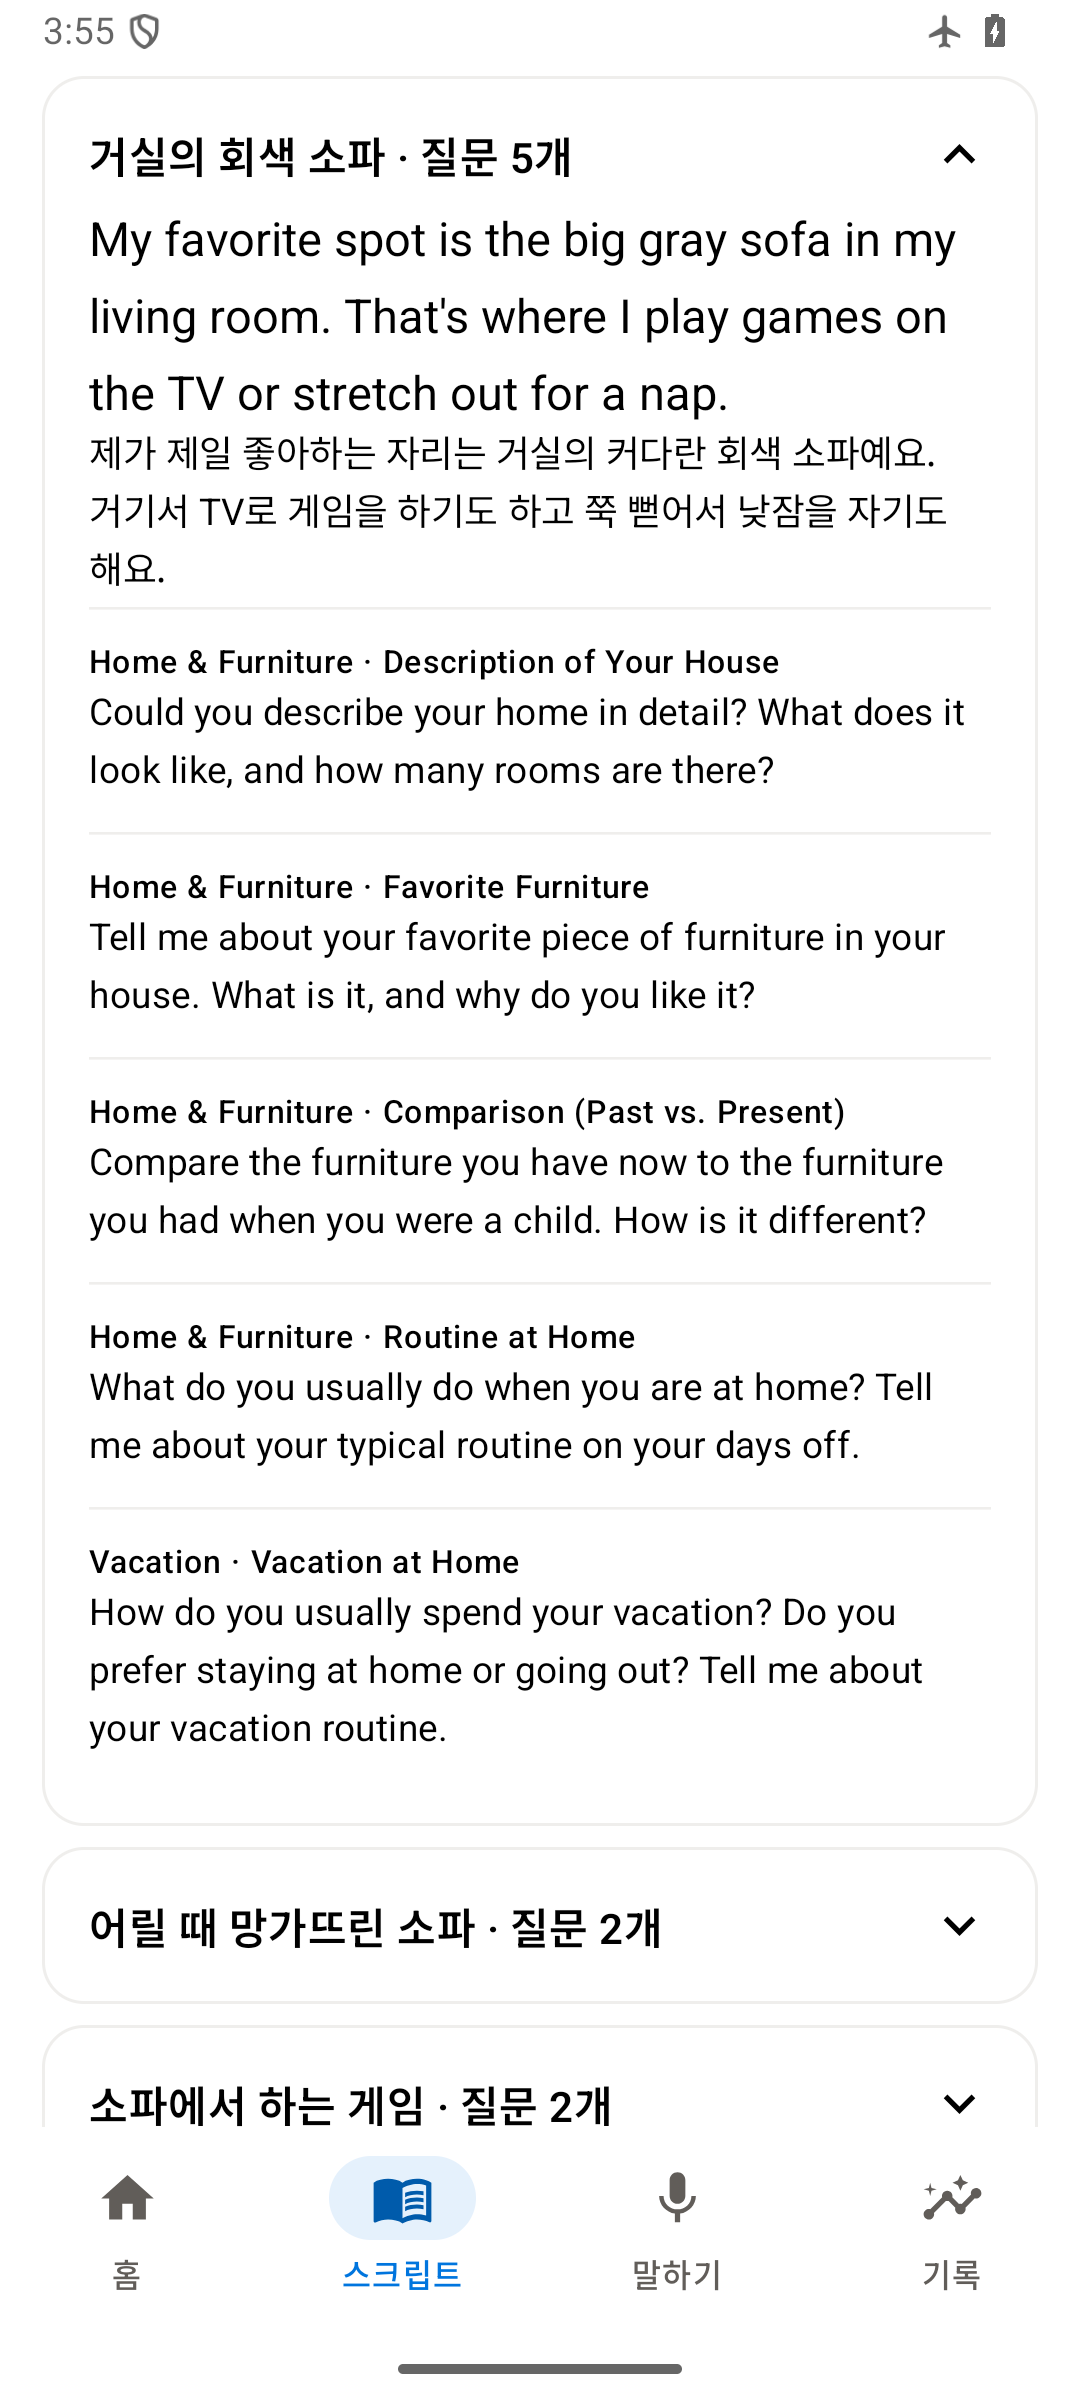 3:55
거실의 회색 소파 · 질문 5개
My favorite spot is the big gray sofa in my
living room. That's where I play games on
the TV or stretch out for a nap.
제가 제일 좋아하는 자리는 거실의 커다란 회색 소파예요.
거기서 TV로 게임을 하기도 하고 쭉 뻗어서 낮잠을 자기도
해요.
Home & Furniture · Description of Your House
Could you describe your home in detail? What does it
look like, and how many rooms are there?
Home & Furniture · Favorite Furniture
Tell me about your favorite piece of furniture in your
house. What is it, and why do you like it?
Home & Furniture · Comparison (Past vs. Present)
Compare the furniture you have now to the furniture
you had when you were a child. How is it different?
Home & Furniture · Routine at Home
What do you usually do when you are at home? Tell
me about your typical routine on your days off.
Vacation · Vacation at Home
How do you usually spend your vacation? Do you
prefer staying at home or going out? Tell me about
your vacation routine.
어릴 때 망가뜨린 소파 · 질문 2개
소파에서 하는 게임 · 질문 2개
홈
스크립트
말하기
기록